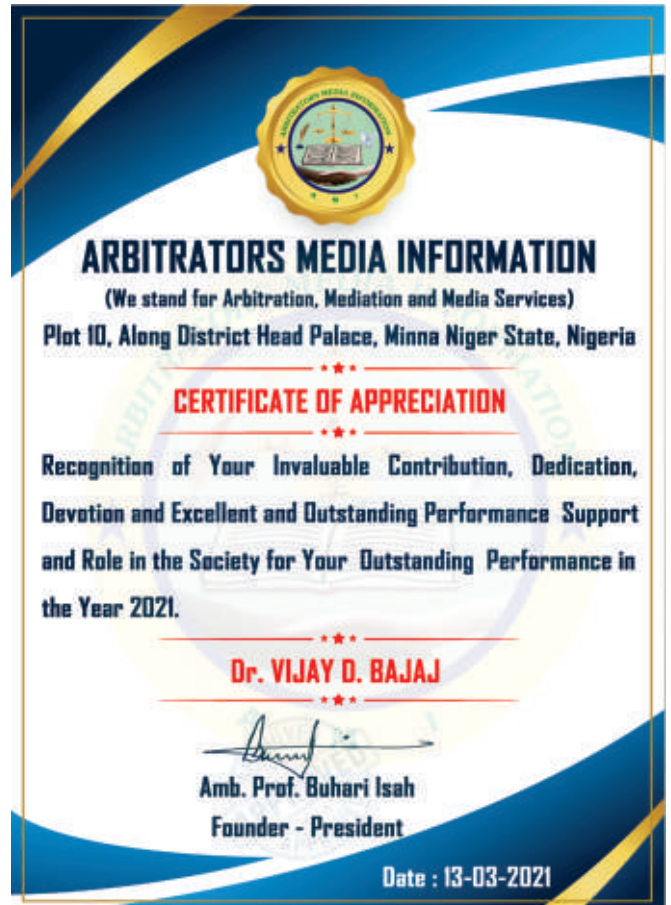 ARBITRATORS MEDIA INFORMATION
A M I
ARBITRATORS MEDIA INFORMATION
(We stand for Arbitration, Mediation and Media Services)
Plot 10, Along District Head Palace, Minna Niger State, Nigeria
CERTIFICATE OF APPRECIATION
Recognition of Your Invaluable Contribution, Dedication,
Devotion and Excellent and Outstanding Performance Support
and Role in the Society for Your Outstanding Performance in
the Year 2021.
Dr. VIJAY D. BAJAJ
Amb. Prof. Buhari Isah
Founder - President
Date : 13-03-2021